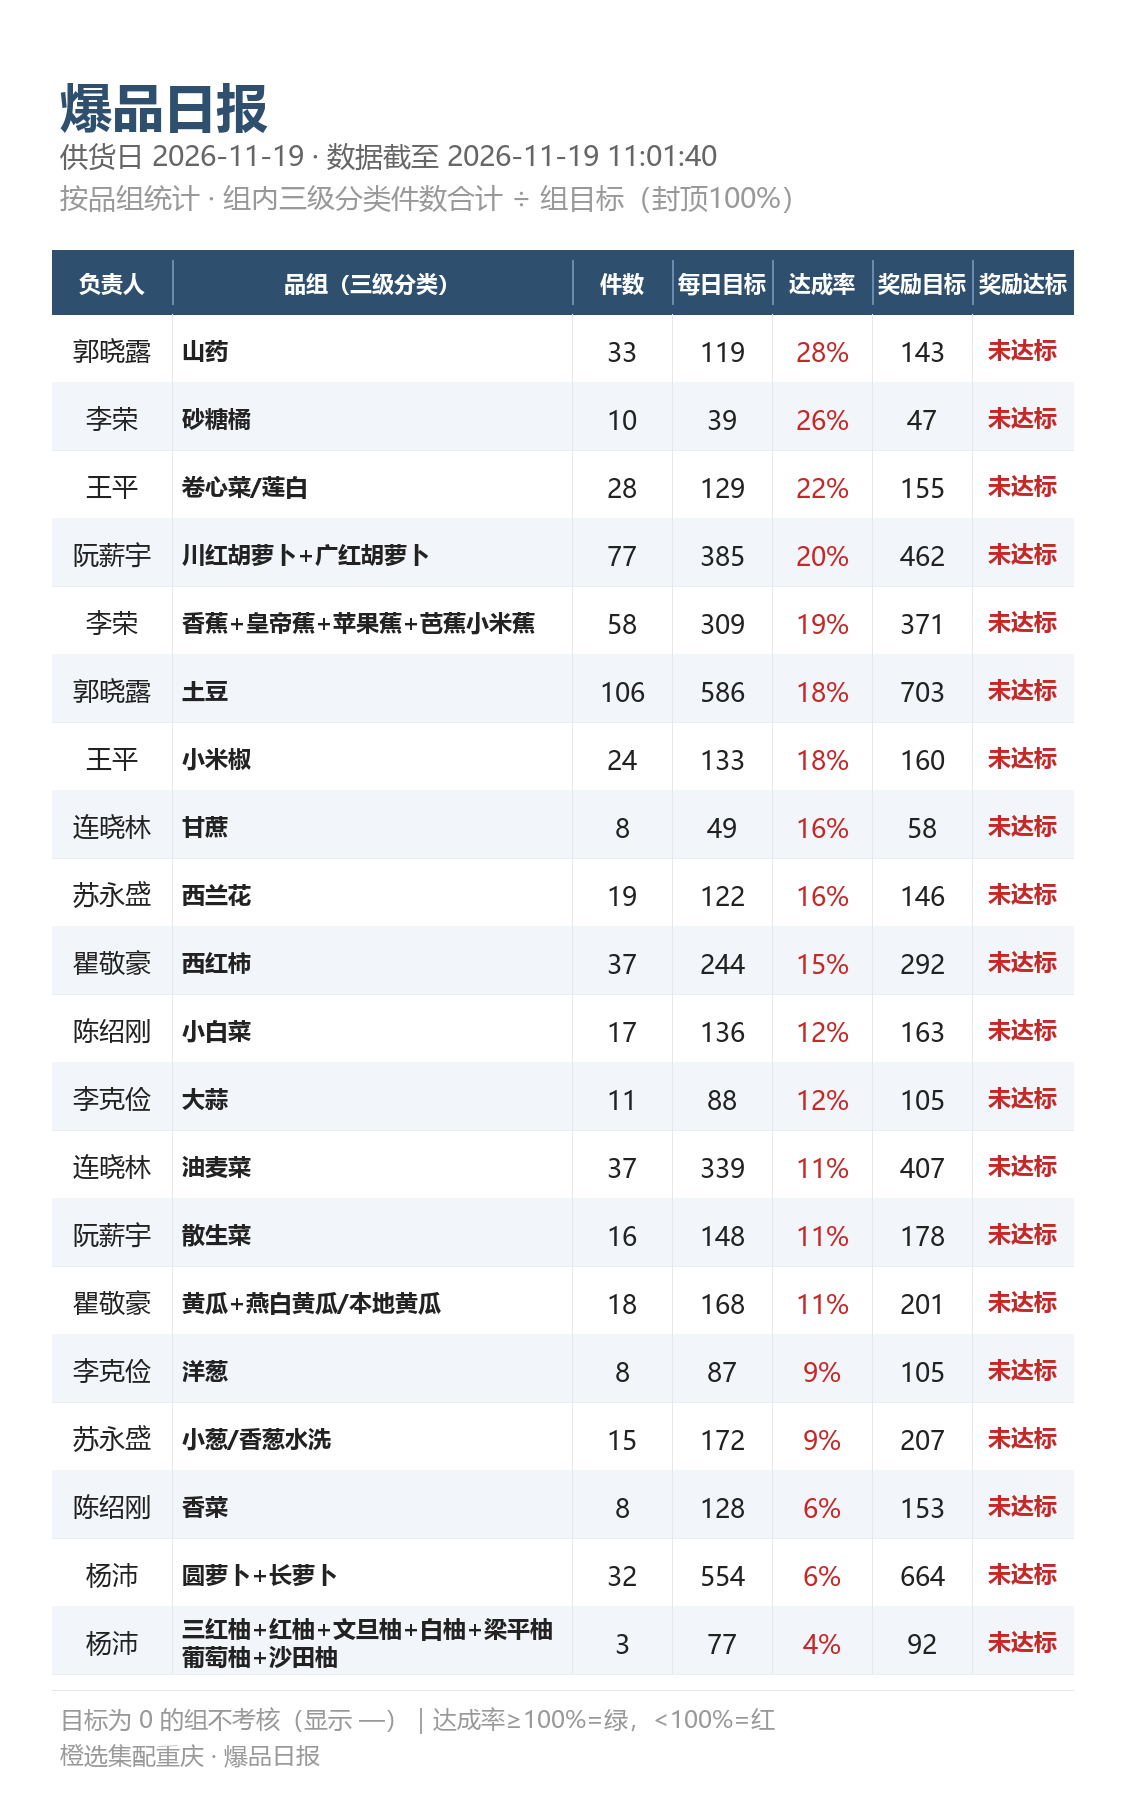 爆品日报
供货日 2026-11-19 · 数据截至 2026-11-19 11:01:40
按品组统计 · 组内三级分类件数合计 ÷ 组目标（封顶100%）
负责人 品组（三级分类） 件数 每日目标 达成率 奖励目标 奖励达标
郭晓露 山药 33 119 28% 143 未达标
李荣 砂糖橘 10 39 26% 47 未达标
王平 卷心菜/莲白 28 129 22% 155 未达标
阮薪宇 川红胡萝卜+广红胡萝卜 77 385 20% 462 未达标
李荣 香蕉+皇帝蕉+苹果蕉+芭蕉小米蕉 58 309 19% 371 未达标
郭晓露 土豆 106 586 18% 703 未达标
王平 小米椒 24 133 18% 160 未达标
连晓林 甘蔗 8 49 16% 58 未达标
苏永盛 西兰花 19 122 16% 146 未达标
瞿敬豪 西红柿 37 244 15% 292 未达标
陈绍刚 小白菜 17 136 12% 163 未达标
李克俭 大蒜 11 88 12% 105 未达标
连晓林 油麦菜 37 339 11% 407 未达标
阮薪宇 散生菜 16 148 11% 178 未达标
瞿敬豪 黄瓜+燕白黄瓜/本地黄瓜 18 168 11% 201 未达标
李克俭 洋葱 8 87 9% 105 未达标
苏永盛 小葱/香葱水洗 15 172 9% 207 未达标
陈绍刚 香菜 8 128 6% 153 未达标
杨沛 圆萝卜+长萝卜 32 554 6% 664 未达标
杨沛 三红柚+红柚+文旦柚+白柚+梁平柚 3 77 4% 92 未达标
葡萄柚+沙田柚
目标为 0 的组不考核（显示 —）｜达成率≥100%=绿，<100%=红
橙选集配重庆 · 爆品日报